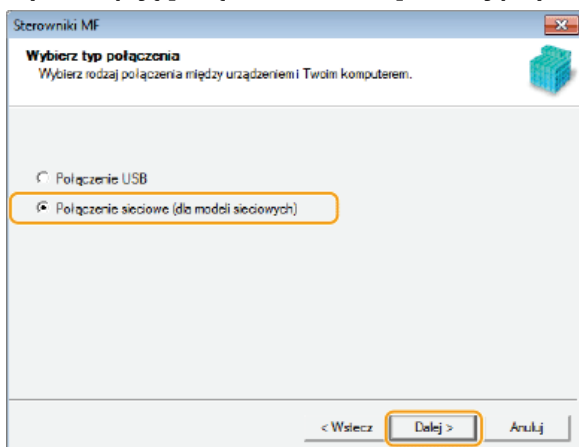 Sterowniki MF
Wybierz typ połączenia
Wybierz rodzaj połączenia między urządzeniem i Twoim komputerem.
Połączenie USB
Połączenie sieciowe (dla modeli sieciowych)
< Wstecz
Dalej >
Anuluj